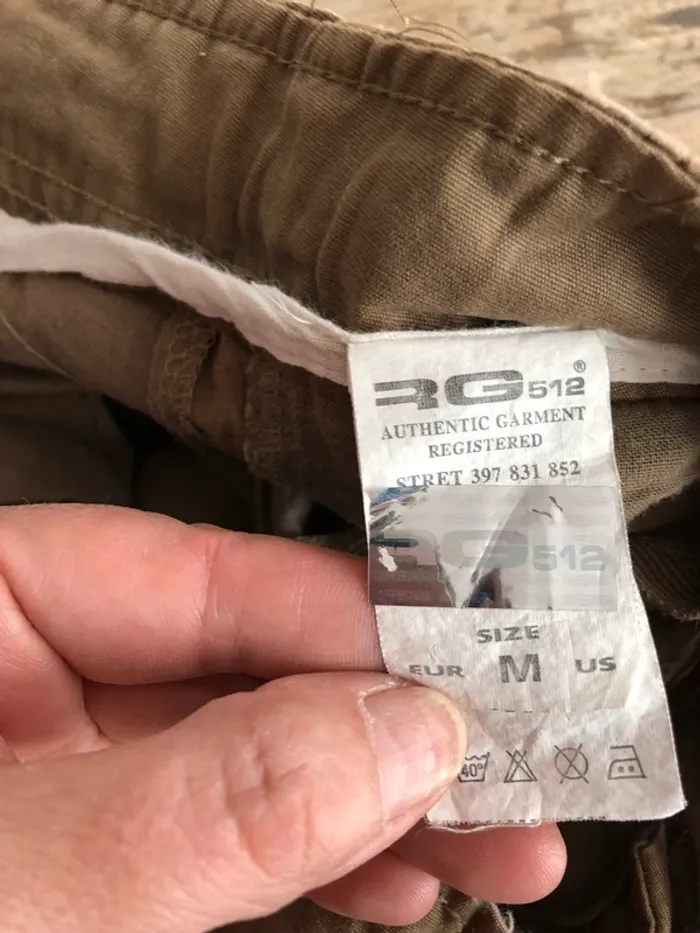 RG512®
AUTHENTIC GARMENT
REGISTERED
STRET 397 831 852
RG512
SIZE
EUR M US
40°